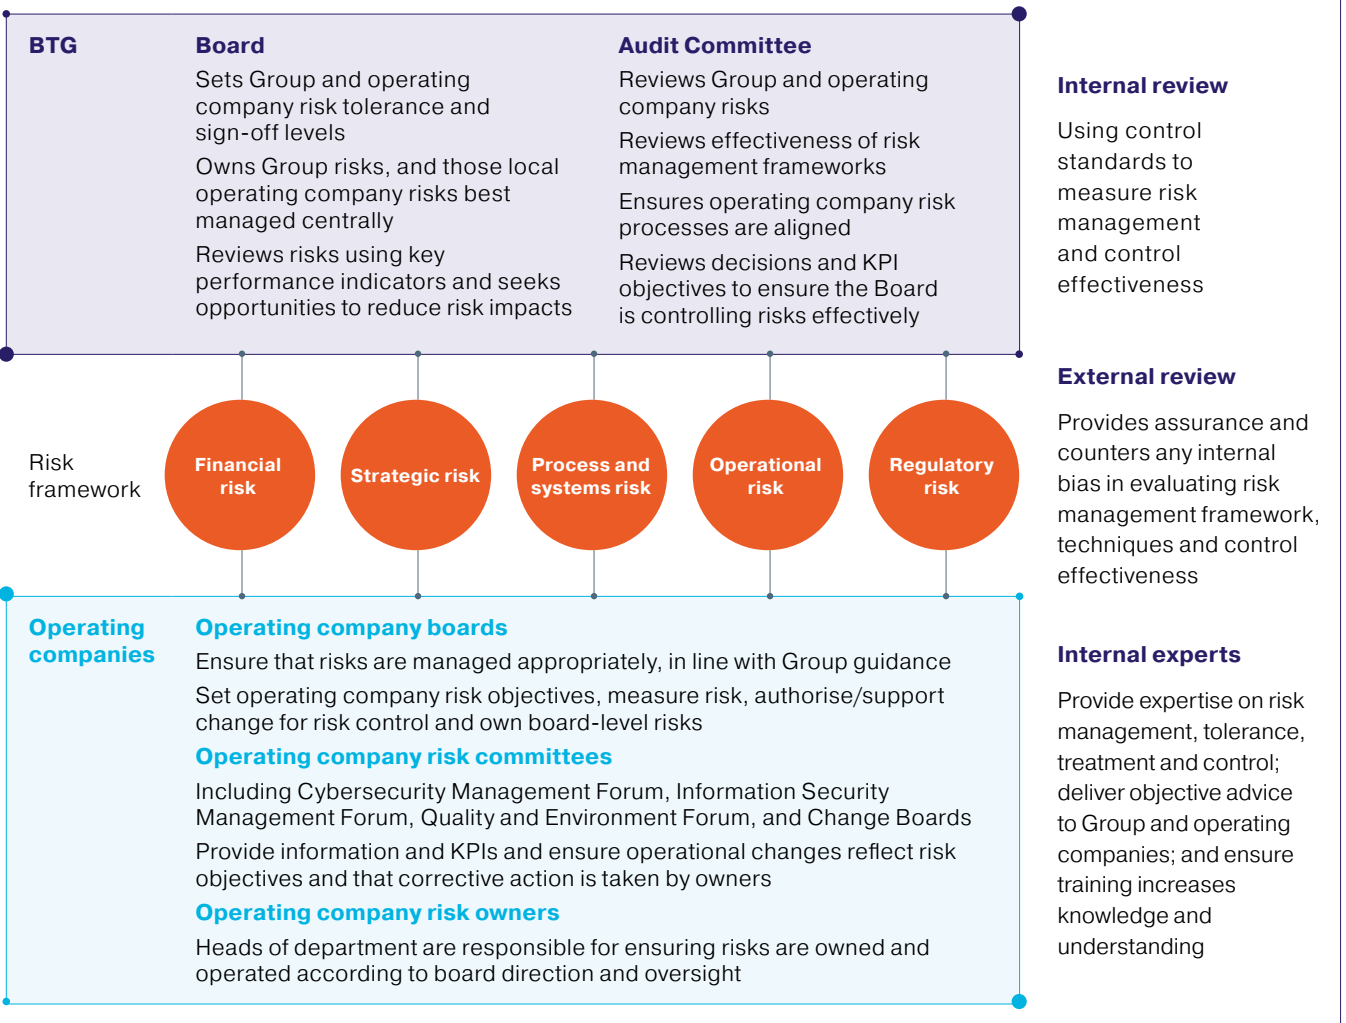 BTG
Board
Sets Group and operating
company risk tolerance and
sign-off levels
Owns Group risks, and those local
operating company risks best
managed centrally
Reviews risks using key
performance indicators and seeks
opportunities to reduce risk impacts
Audit Committee
Reviews Group and operating
company risks
Reviews effectiveness of risk
management frameworks
Ensures operating company risk
processes are aligned
Reviews decisions and KPI
objectives to ensure the Board
is controlling risks effectively
Risk
framework
Financial
risk
Strategic risk
Process and
systems risk
Operational
risk
Regulatory
risk
Operating
companies
Operating company boards
Ensure that risks are managed appropriately, in line with Group guidance
Set operating company risk objectives, measure risk, authorise/support
change for risk control and own board-level risks
Operating company risk committees
Including Cybersecurity Management Forum, Information Security
Management Forum, Quality and Environment Forum, and Change Boards
Provide information and KPIs and ensure operational changes reflect risk
objectives and that corrective action is taken by owners
Operating company risk owners
Heads of department are responsible for ensuring risks are owned and
operated according to board direction and oversight
Internal review
Using control
standards to
measure risk
management
and control
effectiveness
External review
Provides assurance and
counters any internal
bias in evaluating risk
management framework,
techniques and control
effectiveness
Internal experts
Provide expertise on risk
management, tolerance,
treatment and control;
deliver objective advice
to Group and operating
companies; and ensure
training increases
knowledge and
understanding